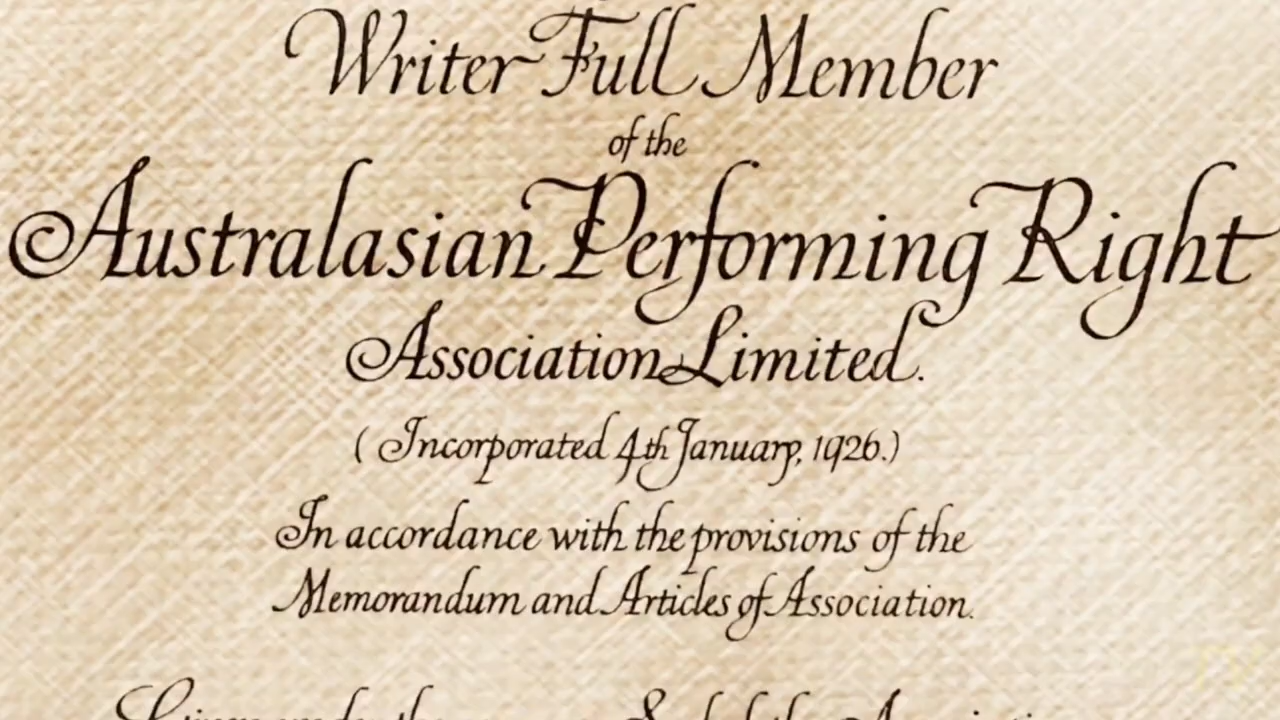 Writer Full Member
of the
Australasian Performing Right
Association Limited.
( Incorporated 4th January, 1926.)
In accordance with the provisions of the
Memorandum and Articles of Association.